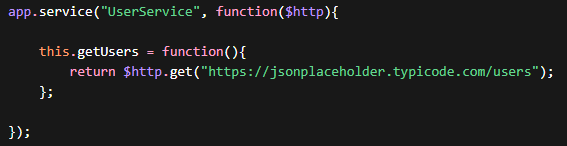 app.service("UserService", function($http){
this.getUsers = function(){
return $http.get("https://jsonplaceholder.typicode.com/users");
};
});